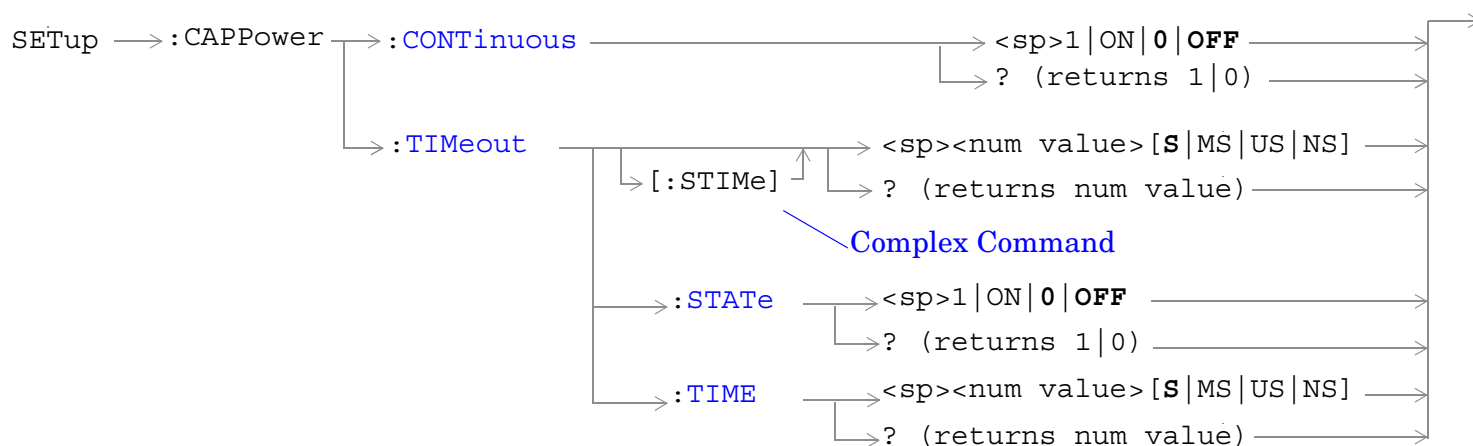 SETup :CAPPower :CONTinuous <sp>1|ON|0|OFF
? (returns 1|0)
:TIMeout <sp><num value>[S|MS|US|NS]
[:STIMe] ? (returns num value)
Complex Command
:STATe <sp>1|ON|0|OFF
? (returns 1|0)
:TIME <sp><num value>[S|MS|US|NS]
? (returns num value)